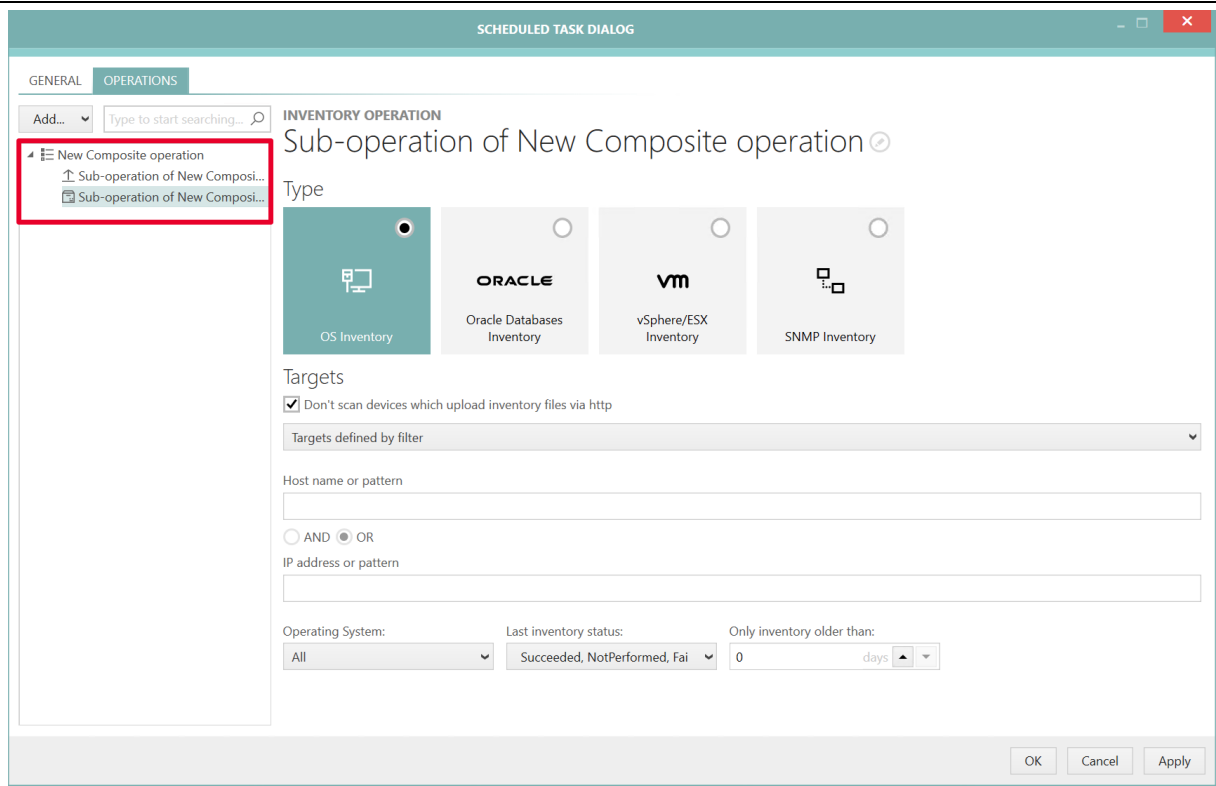 SCHEDULED TASK DIALOG
GENERAL OPERATIONS
Add... Type to start searching...
New Composite operation
Sub-operation of New Composi...
Sub-operation of New Composi...
INVENTORY OPERATION
Sub-operation of New Composite operation
Type
OS Inventory
ORACLE
Oracle Databases
Inventory
vm
vSphere/ESX
Inventory
SNMP Inventory
Targets
Don't scan devices which upload inventory files via http
Targets defined by filter
Host name or pattern
AND OR
IP address or pattern
Operating System: Last inventory status: Only inventory older than:
All Succeeded, NotPerformed, Fai 0 days
OK Cancel Apply